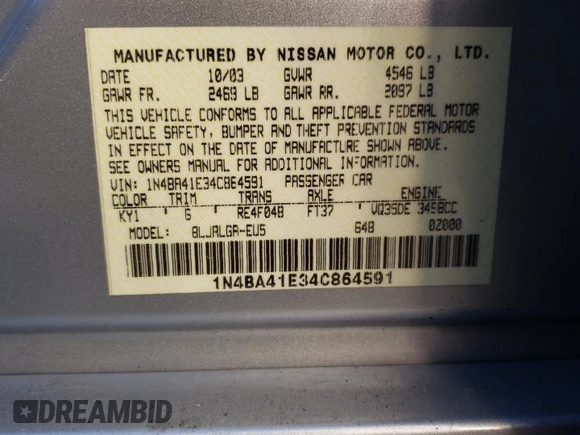 MANUFACTURED BY NISSAN MOTOR CO., LTD.
DATE 10/03 GVWR 4546 LB
GAWR FR. 2469 LB GAWR RR. 2097 LB
THIS VEHICLE CONFORMS TO ALL APPLICABLE FEDERAL MOTOR
VEHICLE SAFETY, BUMPER AND THEFT PREVENTION STANDARDS
IN EFFECT ON THE DATE OF MANUFACTURE SHOWN ABOVE.
SEE OWNERS MANUAL FOR ADDITIONAL INFORMATION.
VIN: 1N4BA41E34C864591 PASSENGER CAR
COLOR TRIM TRANS AXLE ENGINE
KY1 G RE4F04B FT37 VQ35DE 3498CC
MODEL: BLJALGA-EU5 64B 0Z000
1N4BA41E34C864591
DREAMBID